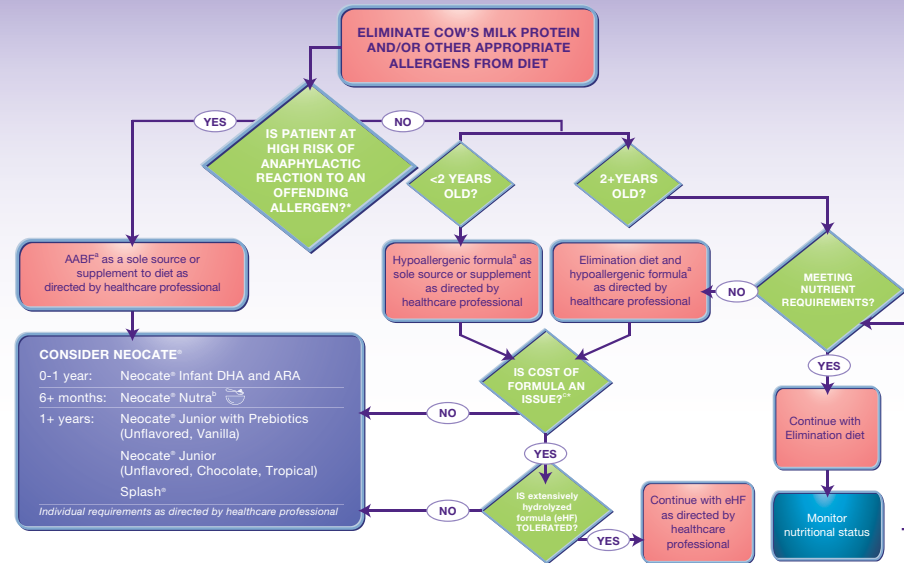 ELIMINATE COW'S MILK PROTEIN
AND/OR OTHER APPROPRIATE
ALLERGENS FROM DIET
YES
NO
IS PATIENT AT
HIGH RISK OF
ANAPHYLACTIC
REACTION TO AN
OFFENDING
ALLERGEN?*
<2 YEARS
OLD?
2+YEARS
OLD?
AABFª as a sole source or
supplement to diet as
directed by healthcare professional
Hypoallergenic formulaª as
sole source or supplement
as directed by
healthcare professional
Elimination diet and
hypoallergenic formulaª
as directed by
healthcare professional
NO
MEETING
NUTRIENT
REQUIREMENTS?
CONSIDER NEOCATE®
0-1 year: Neocate® Infant DHA and ARA
6+ months: Neocate® Nutraᵇ
1+ years: Neocate® Junior with Prebiotics
(Unflavored, Vanilla)
Neocate® Junior
(Unflavored, Chocolate, Tropical)
Splash®
Individual requirements as directed by healthcare professional
IS COST OF
FORMULA AN
ISSUE?ᶜ*
NO
YES
YES
Continue with
Elimination diet
IS extensively
hydrolyzed
formula (eHF)
TOLERATED?
NO
YES
Continue with eHF
as directed by
healthcare
professional
Monitor
nutritional status